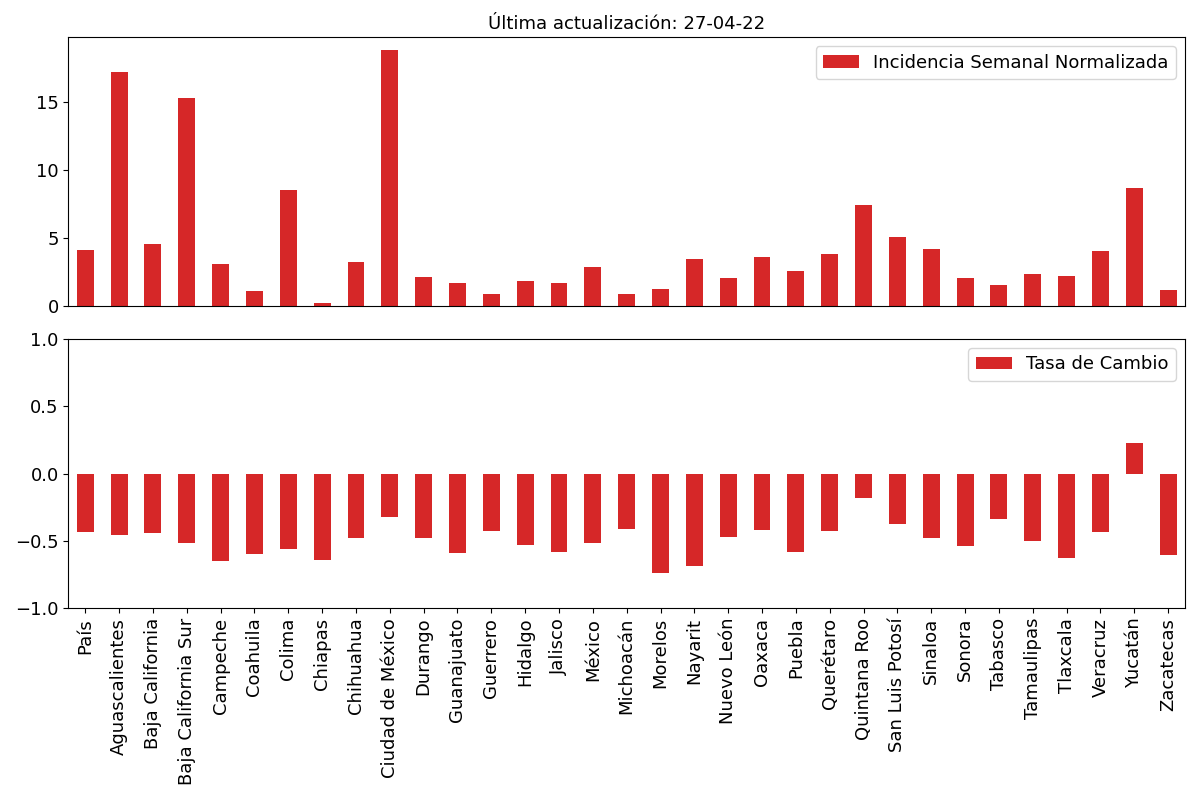 Última actualización: 27-04-22
Incidencia Semanal Normalizada
15
10
5
0
Tasa de Cambio
1.0
0.5
0.0
−0.5
−1.0
País
Aguascalientes
Baja California
Baja California Sur
Campeche
Coahuila
Colima
Chiapas
Chihuahua
Ciudad de México
Durango
Guanajuato
Guerrero
Hidalgo
Jalisco
México
Michoacán
Morelos
Nayarit
Nuevo León
Oaxaca
Puebla
Querétaro
Quintana Roo
San Luis Potosí
Sinaloa
Sonora
Tabasco
Tamaulipas
Tlaxcala
Veracruz
Yucatán
Zacatecas